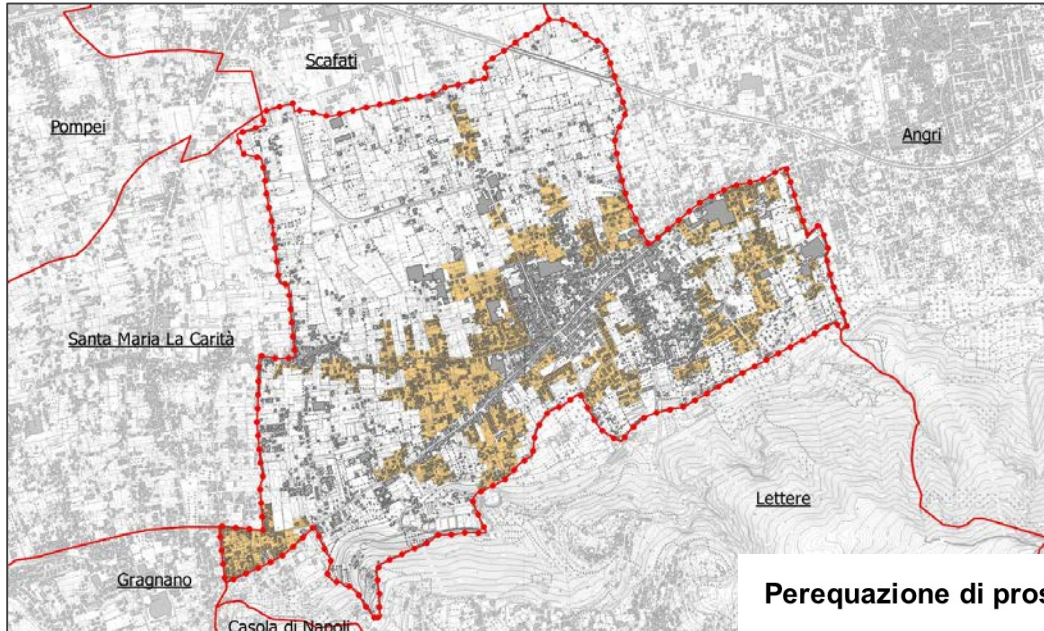 Scafati
Pompei
Angri
Santa Maria La Carità
Lettere
Gragnano
Perequazione di pros
Casola di Napoli